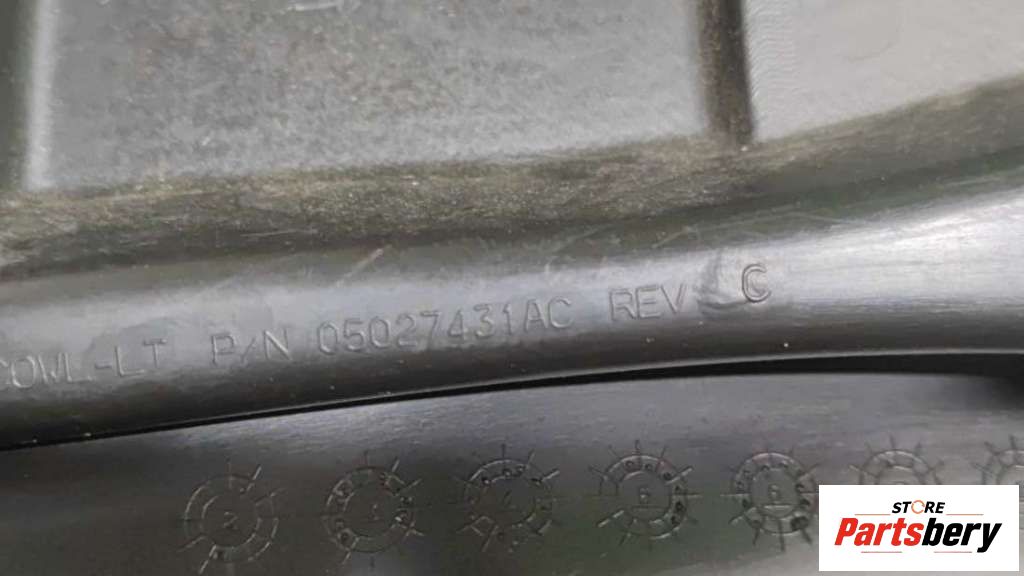 COWL-LT P/N 05027431AC REV C
STORE
Partsbery